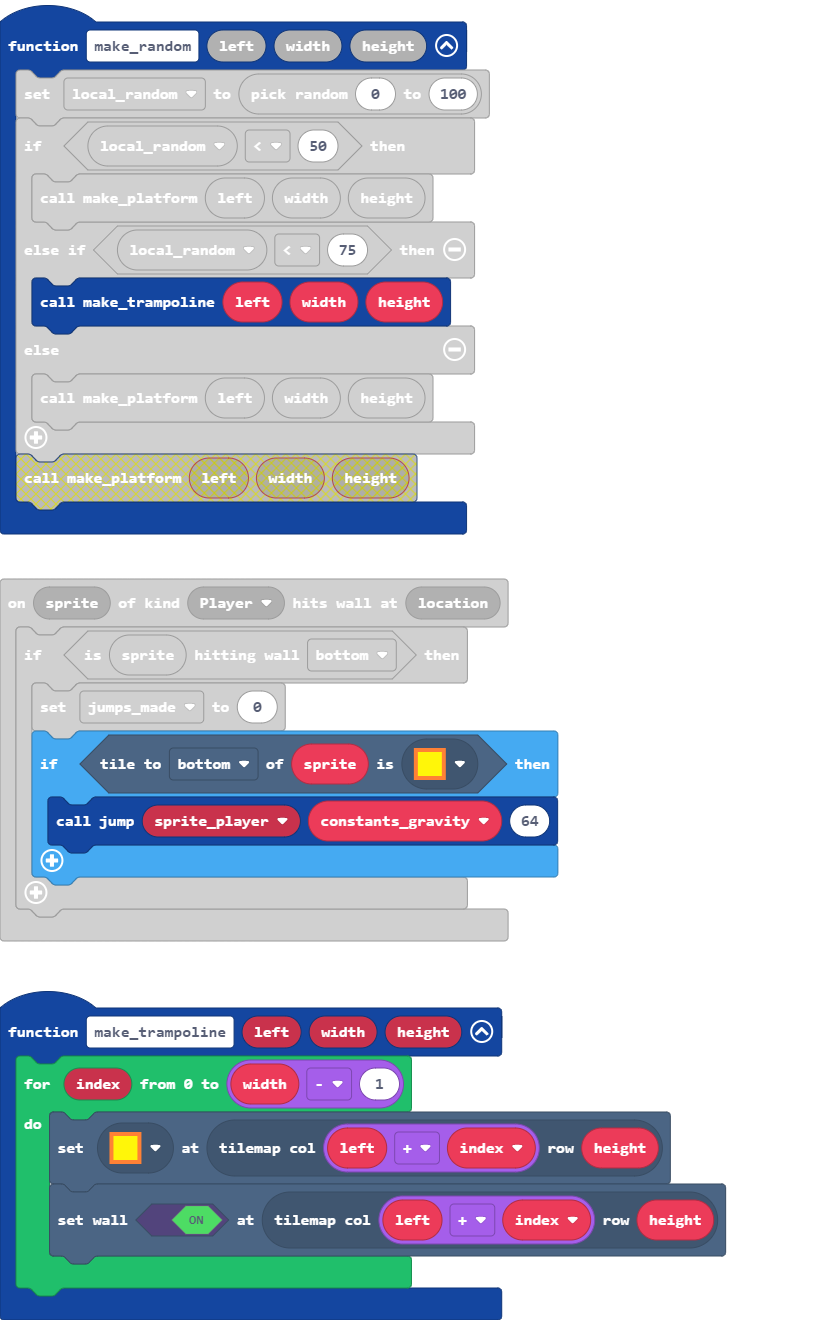 function make_random left width height
set local_random to pick random 0 to 100
if local_random < 50 then
call make_platform left width height
else if local_random < 75 then
call make_trampoline left width height
else
call make_platform left width height
call make_platform left width height
on sprite of kind Player hits wall at location
if is sprite hitting wall bottom then
set jumps_made to 0
if tile to bottom of sprite is then
call jump sprite_player constants_gravity 64
function make_trampoline left width height
for index from 0 to width - 1
do
set at tilemap col left + index row height
set wall ON at tilemap col left + index row height